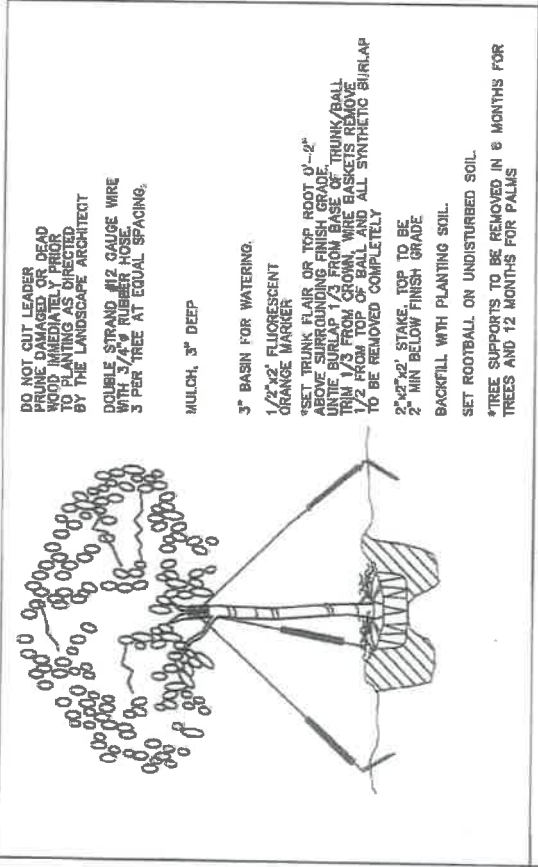 DO NOT CUT LEADER
PRUNE DAMAGED OR DEAD
WOOD IMMEDIATELY PRIOR
TO PLANTING AS DIRECTED
BY THE LANDSCAPE ARCHITECT
DOUBLE STRAND #12 GAUGE WIRE
WITH 3/4"ø RUBBER HOSE.
3 PER TREE AT EQUAL SPACING.
MULCH, 3" DEEP
3" BASIN FOR WATERING.
1/2"x2' FLUORESCENT
ORANGE MARKER
*SET TRUNK FLAIR OR TOP ROOT 0'-2"
ABOVE SURROUNDING FINISH GRADE.
UNTIE BURLAP 1/3 FROM BASE OF TRUNK/BALL
TRIM 1/3 FROM CROWN, WIRE BASKETS REMOVE
1/2 FROM TOP OF BALL AND ALL SYNTHETIC BURLAP
TO BE REMOVED COMPLETELY
2"x2"x2' STAKE, TOP TO BE
2" MIN BELOW FINISH GRADE
BACKFILL WITH PLANTING SOIL.
SET ROOTBALL ON UNDISTURBED SOIL.
*TREE SUPPORTS TO BE REMOVED IN 6 MONTHS FOR
TREES AND 12 MONTHS FOR PALMS